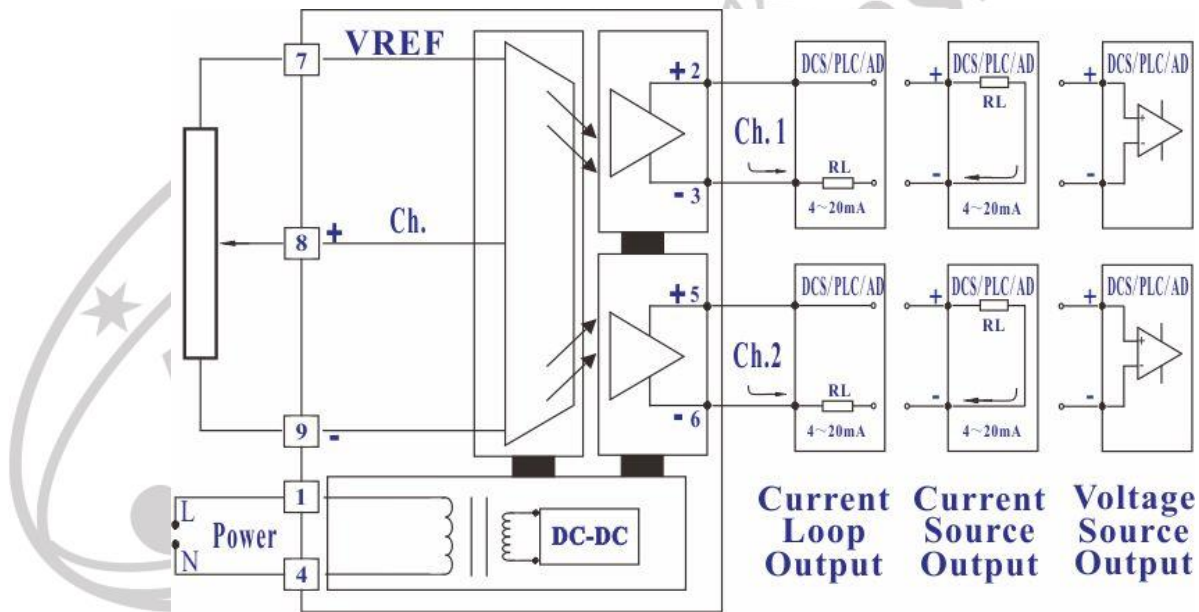 7
VREF
8
+
Ch.
9
-
1
L
Power
N
4
DC-DC
+2
-3
Ch.1
DCS/PLC/AD
RL
4~20mA
+
DCS/PLC/AD
RL
-
4~20mA
+
DCS/PLC/AD
+
-
-
+5
-6
Ch.2
DCS/PLC/AD
RL
4~20mA
+
DCS/PLC/AD
RL
-
4~20mA
+
DCS/PLC/AD
+
-
-
Current
Loop
Output
Current
Source
Output
Voltage
Source
Output